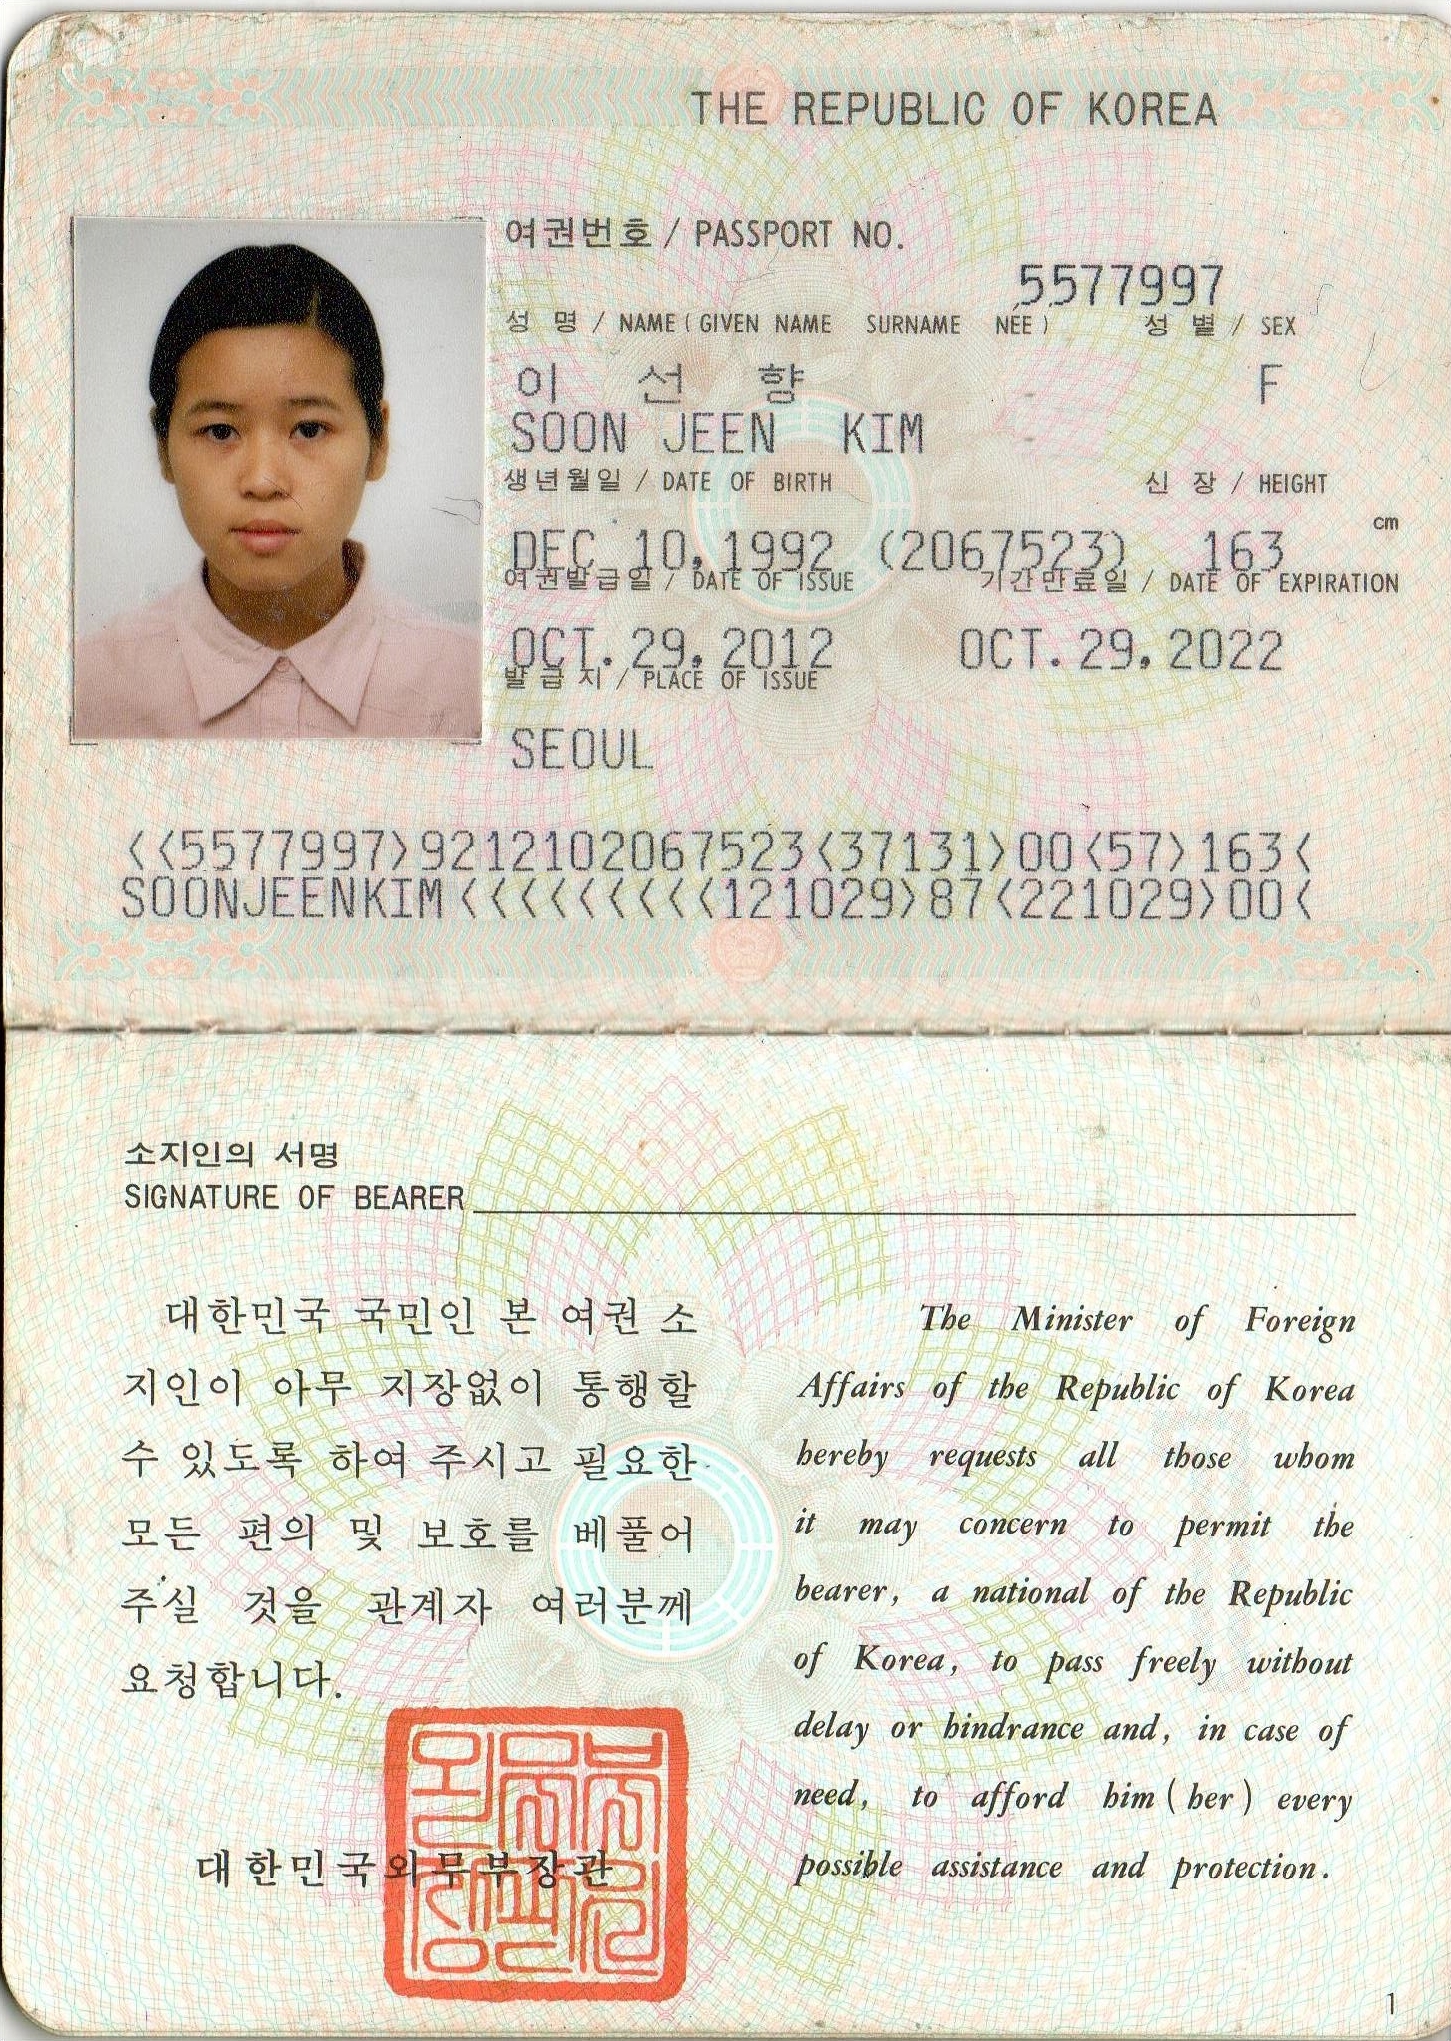 THE REPUBLIC OF KOREA
여권번호 / PASSPORT NO.
5577997
성 명 / NAME ( GIVEN NAME SURNAME NEE ) 성 별 / SEX
이 선 향 F
SOON JEEN KIM
생년월일 / DATE OF BIRTH 신 장 / HEIGHT
cm
DEC. 10, 1992 (2067523) 163
여권발급일 / DATE OF ISSUE 기간만료일 / DATE OF EXPIRATION
OCT. 29. 2012 OCT. 29. 2022
발 급 지 / PLACE OF ISSUE
SEOUL
<<5577997>9212102067523<37131>00<57>163<
SOONJEENKIM<<<<<<<<<121029>87<221029>00<
소지인의 서명
SIGNATURE OF BEARER
대한민국 국민인 본 여권 소
지인이 아무 지장없이 통행할
수 있도록 하여 주시고 필요한
모든 편의 및 보호를 베풀어
주실 것을 관계자 여러분께
요청합니다.
대한민국외무부장관
The Minister of Foreign
Affairs of the Republic of Korea
hereby requests all those whom
it may concern to permit the
bearer, a national of the Republic
of Korea, to pass freely without
delay or hindrance and, in case of
need, to afford him ( her ) every
possible assistance and protection.
1